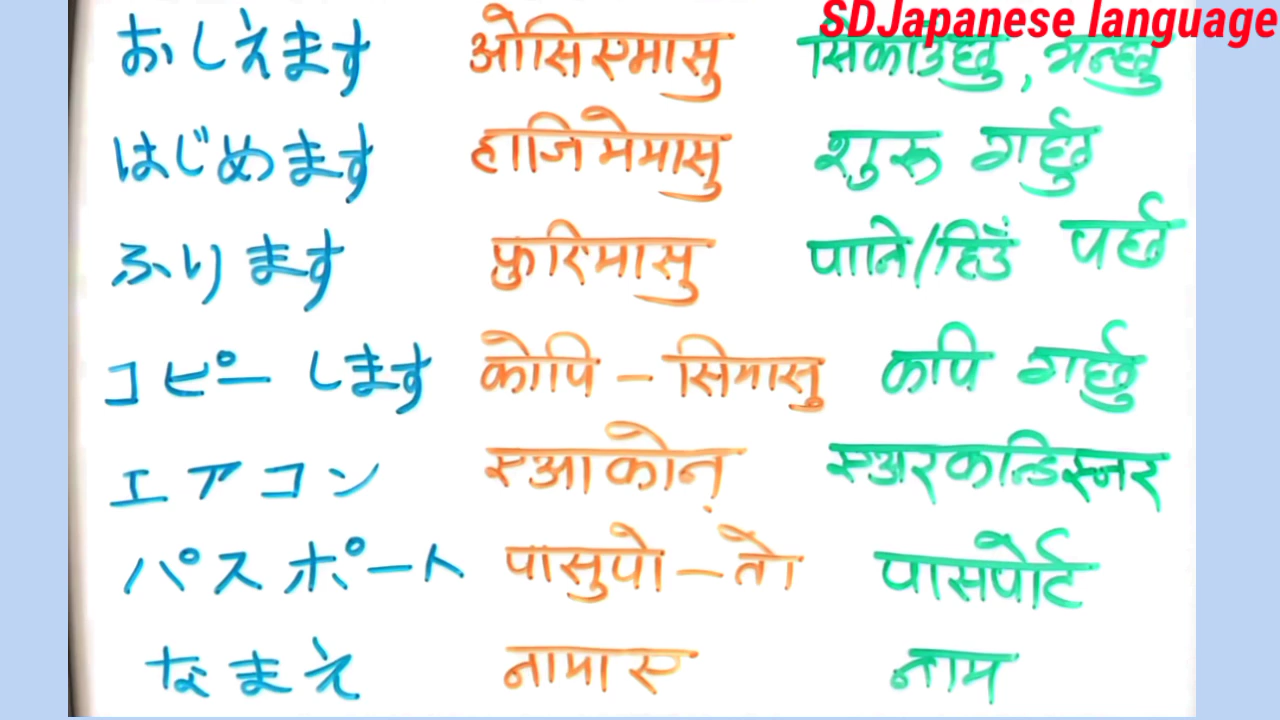 SDJapanese language
おしえます ओसिएमासु सिकाउँछु, भन्छु
はじめます हाजिमेमासु शुरू गर्छु
ふります फुरिमासु पानि/हिउँ पर्छ
コピーします कोपि - सिमासु कपि गर्छु
エアコン एआकोन् एअरकन्डिस्नर
パスポート पासुपो-तो पासपोर्ट
なまえ नामाए नाम